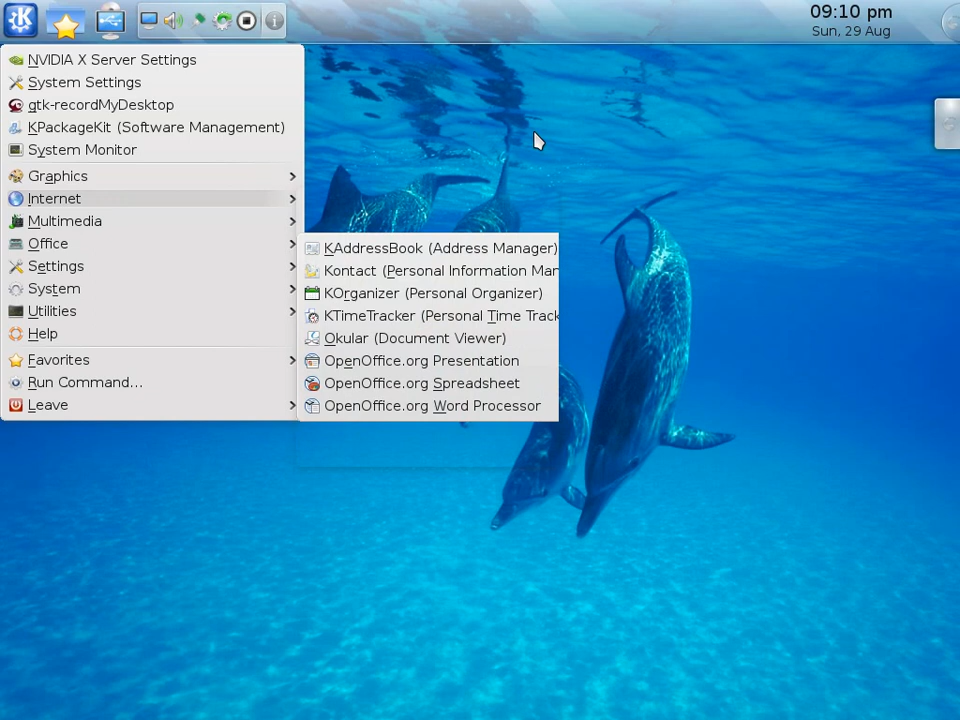 09:10 pm
Sun, 29 Aug
NVIDIA X Server Settings
System Settings
gtk-recordMyDesktop
KPackageKit (Software Management)
System Monitor
Graphics
Internet
Multimedia
Office
Settings
System
Utilities
Help
Favorites
Run Command...
Leave
KAddressBook (Address Manager)
Kontact (Personal Information Man
KOrganizer (Personal Organizer)
KTimeTracker (Personal Time Track
Okular (Document Viewer)
OpenOffice.org Presentation
OpenOffice.org Spreadsheet
OpenOffice.org Word Processor